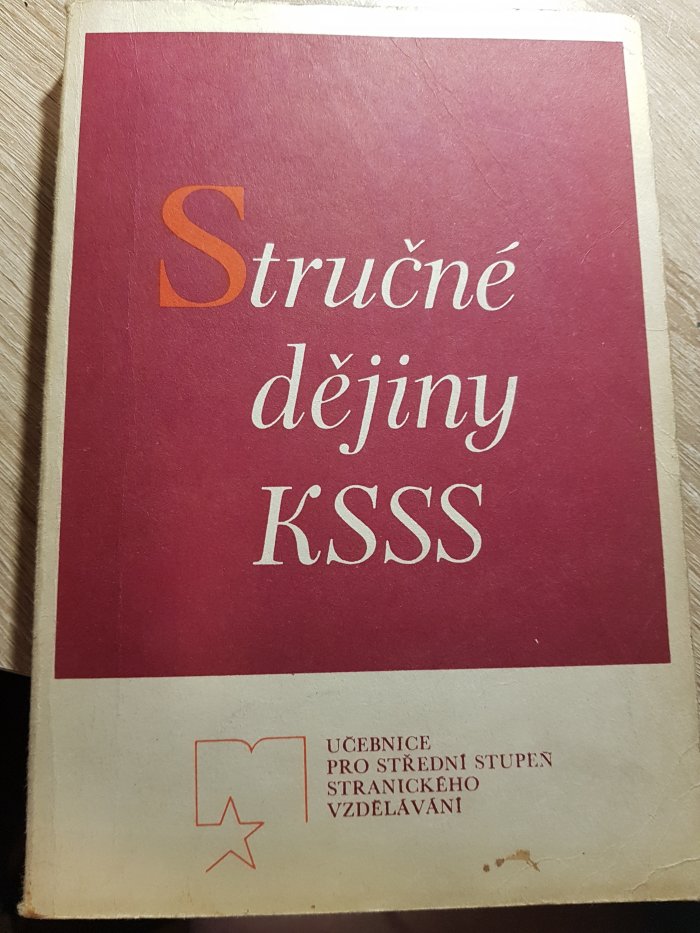 Stručné
dějiny
KSSS
UČEBNICE
PRO STŘEDNÍ STUPEŇ
STRANICKÉHO
VZDĚLÁVÁNÍ